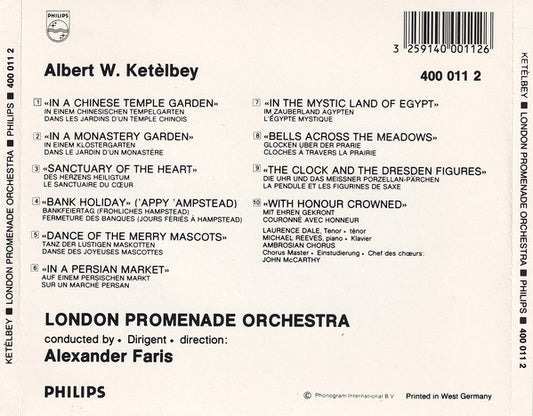 PHILIPS
3 259140 001126
Albert W. Ketèlbey
400 011 2
1 «IN A CHINESE TEMPLE GARDEN»
IN EINEM CHINESISCHEN TEMPELGARTEN
DANS LES JARDINS D'UN TEMPLE CHINOIS
2 «IN A MONASTERY GARDEN»
IN EINEM KLOSTERGARTEN
DANS LE JARDIN D'UN MONASTÈRE
3 «SANCTUARY OF THE HEART»
DES HERZENS HEILIGTUM
LE SANCTUAIRE DU CŒUR
4 «BANK HOLIDAY» ('APPY 'AMPSTEAD)
BANKFEIERTAG (FRÖHLICHES HAMPSTEAD)
FERMETURE DES BANQUES (JOURS FÉRIÉS À HAMPSTEAD)
5 «DANCE OF THE MERRY MASCOTS»
TANZ DER LUSTIGEN MASKOTTEN
DANSE DES JOYEUSES MASCOTTES
6 «IN A PERSIAN MARKET»
AUF EINEM PERSISCHEN MARKT
SUR UN MARCHÉ PERSAN
7 «IN THE MYSTIC LAND OF EGYPT»
IM ZAUBERLAND ÄGYPTEN
L'ÉGYPTE MYSTIQUE
8 «BELLS ACROSS THE MEADOWS»
GLOCKEN ÜBER DER PRARIE
CLOCHES À TRAVERS LA PRAIRIE
9 «THE CLOCK AND THE DRESDEN FIGURES»
DIE UHR UND DAS MEISSNER PORZELLAN-PÄRCHEN
LA PENDULE ET LES FIGURINES DE SAXE
10 «WITH HONOUR CROWNED»
MIT EHREN GEKRÖNT
COURONNÉ AVEC HONNEUR
LAURENCE DALE, Tenor • ténor
MICHAEL REEVES, piano • Klavier
AMBROSIAN CHORUS
Chorus Master • Einstudierung • Chef des chœurs:
JOHN McCARTHY
LONDON PROMENADE ORCHESTRA
conducted by • Dirigent • direction:
Alexander Faris
PHILIPS
© Phonogram International B.V.
Printed in West Germany
KETÈLBEY ■ LONDON PROMENADE ORCHESTRA ■ PHILIPS ■ 400 011 2
KETÈLBEY ■ LONDON PROMENADE ORCHESTRA ■ PHILIPS ■ 400 011 2